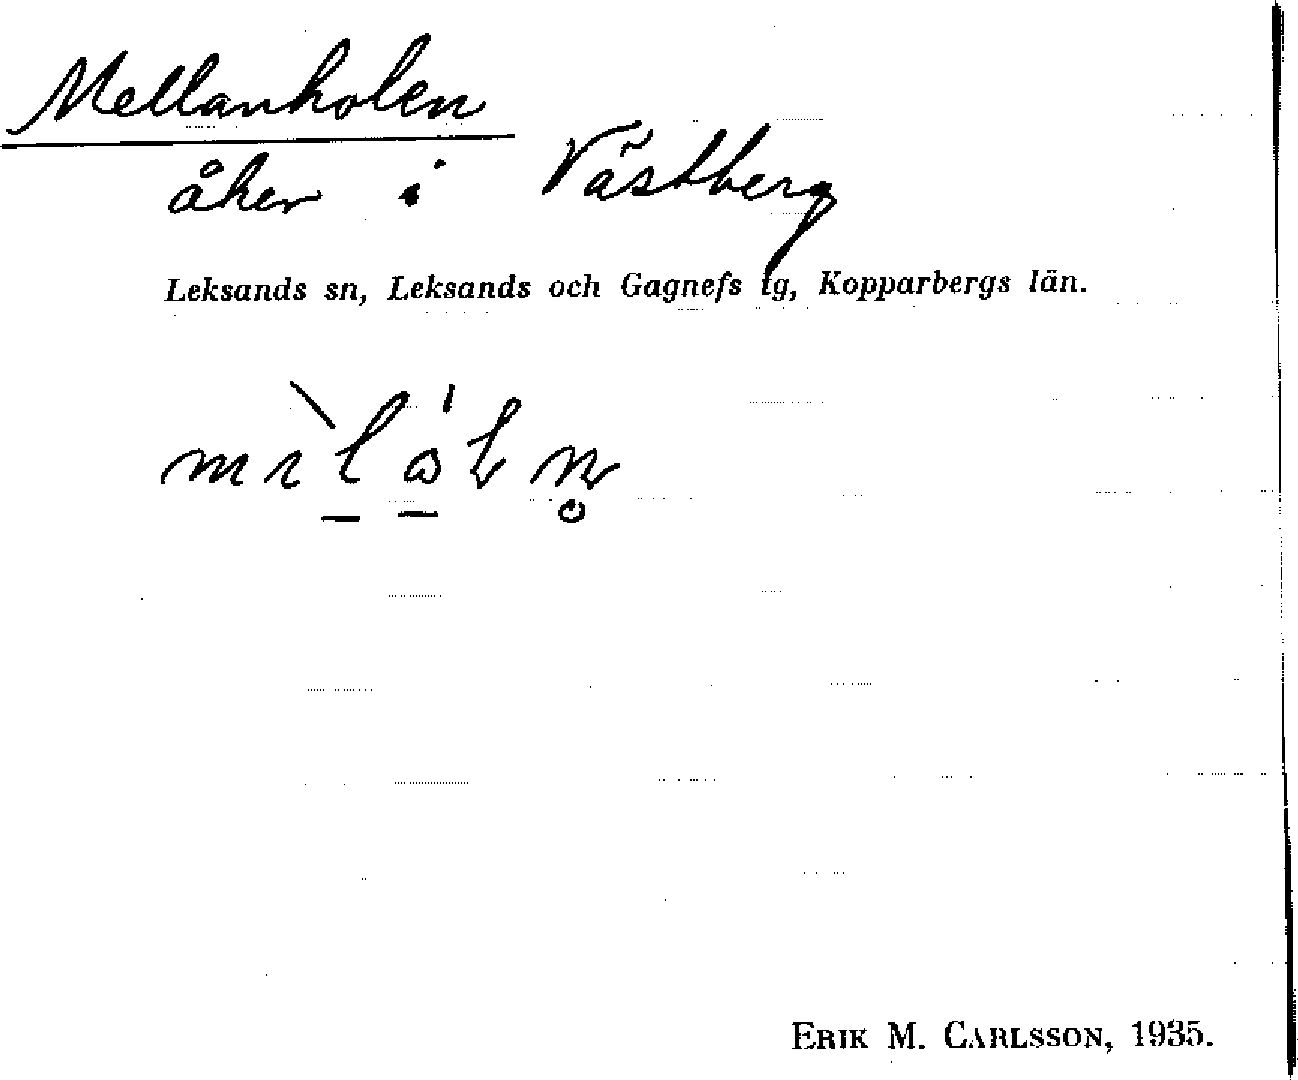 Mellanholen
åker i Västberg
Leksands sn, Leksands och Gagnefs tg, Kopparbergs län.
ERIK M. CARLSSON, 1935.